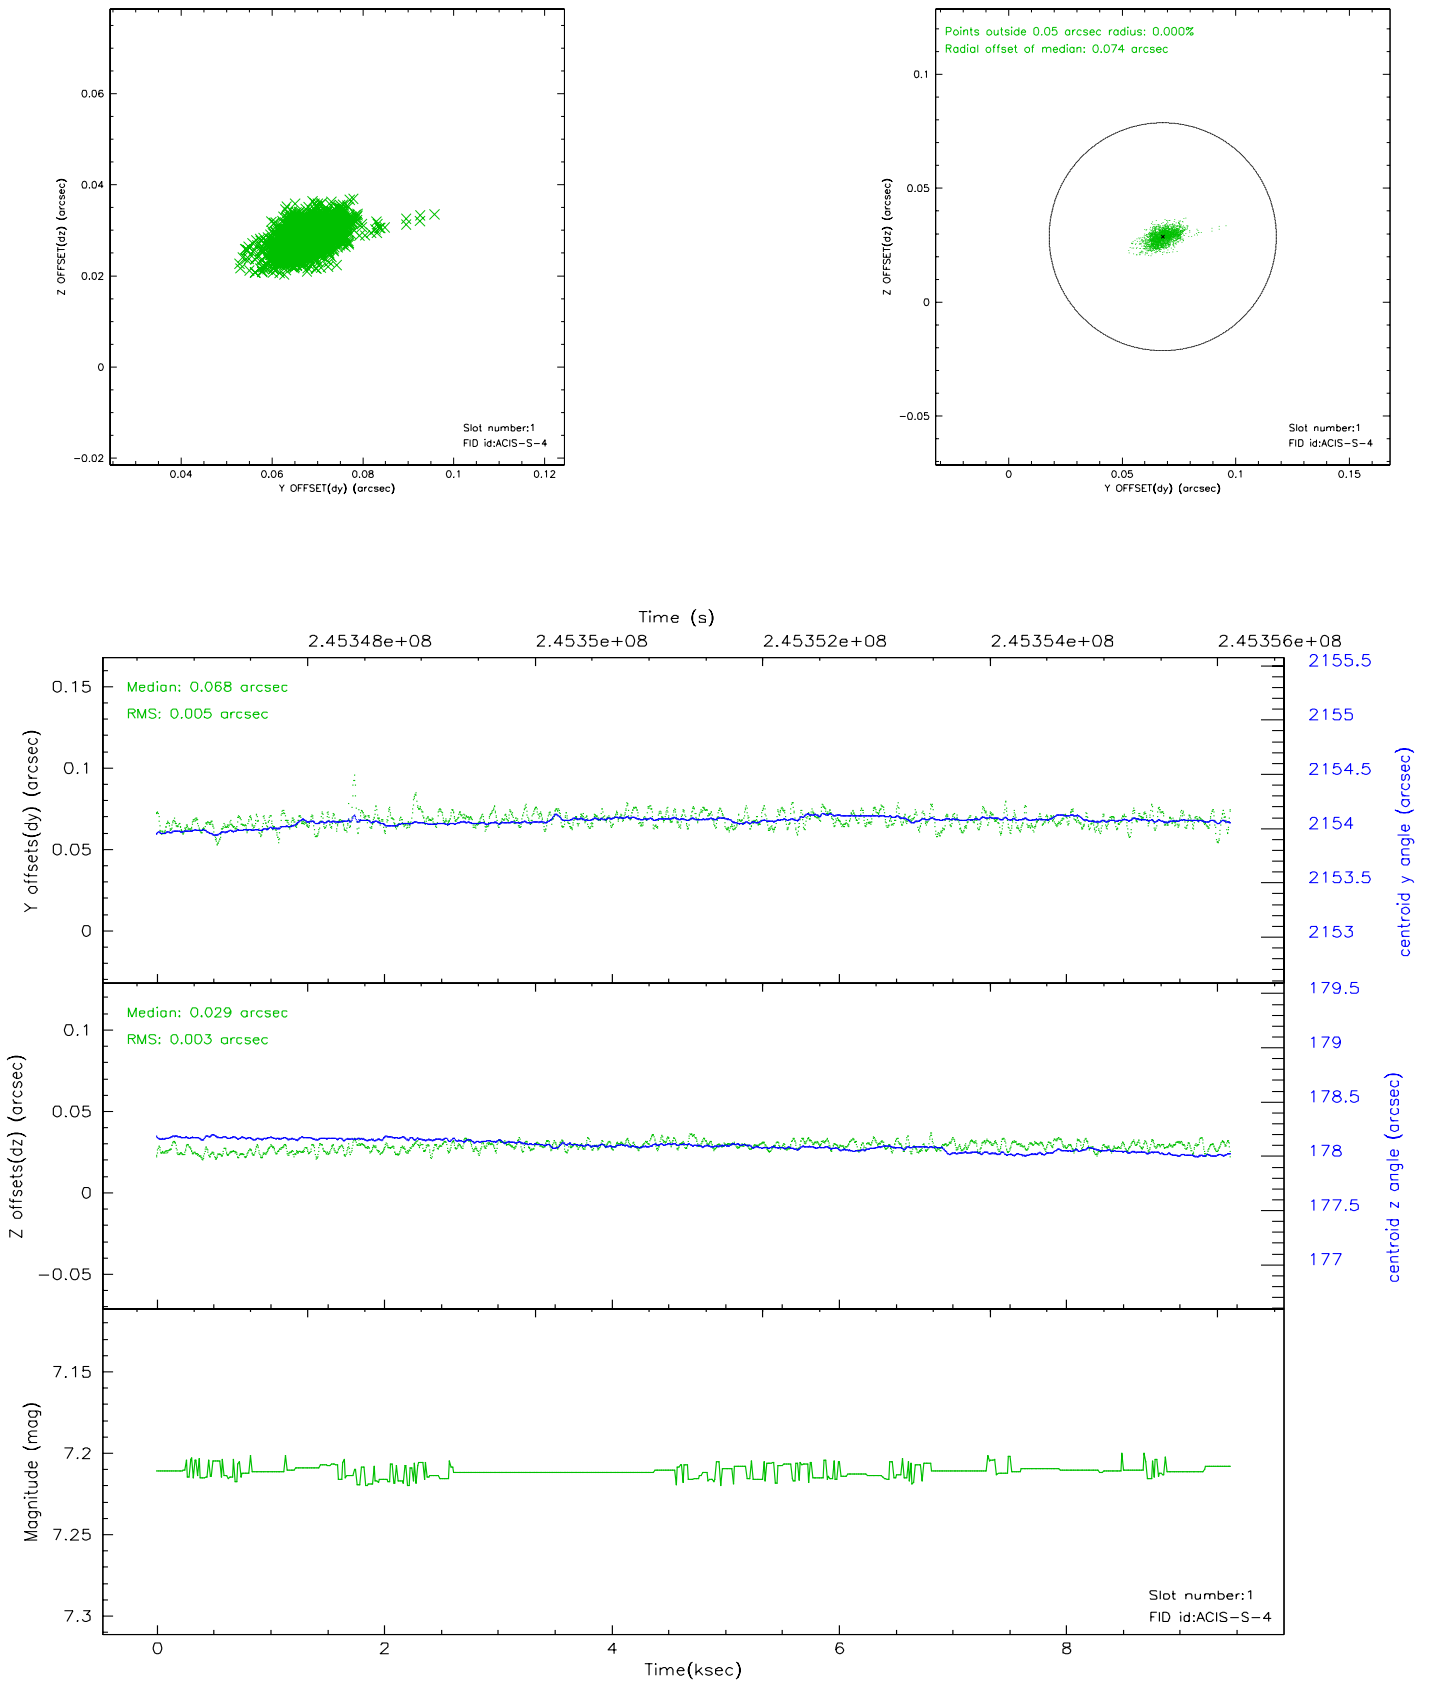 0.06
0.04
0.02
0
−0.02
Z OFFSET(dz) (arcsec)
0.04 0.06 0.08 0.1 0.12
Y OFFSET(dy) (arcsec)
Slot number:1
FID id:ACIS−S−4
Points outside 0.05 arcsec radius: 0.000%
Radial offset of median: 0.074 arcsec
0.1
0.05
0
−0.05
Z OFFSET(dz) (arcsec)
0 0.05 0.1 0.15
Y OFFSET(dy) (arcsec)
Slot number:1
FID id:ACIS−S−4
Time (s)
2.45348e+08 2.4535e+08 2.45352e+08 2.45354e+08 2.45356e+08
Median: 0.068 arcsec
RMS: 0.005 arcsec
0.15
0.1
0.05
0
Y offsets(dy) (arcsec)
2155.5
2155
2154.5
2154
2153.5
2153
centroid y angle (arcsec)
Median: 0.029 arcsec
RMS: 0.003 arcsec
0.1
0.05
0
−0.05
Z offsets(dz) (arcsec)
179.5
179
178.5
178
177.5
177
centroid z angle (arcsec)
7.15
7.2
7.25
7.3
Magnitude (mag)
Slot number:1
FID id:ACIS−S−4
0 2 4 6 8
Time(ksec)